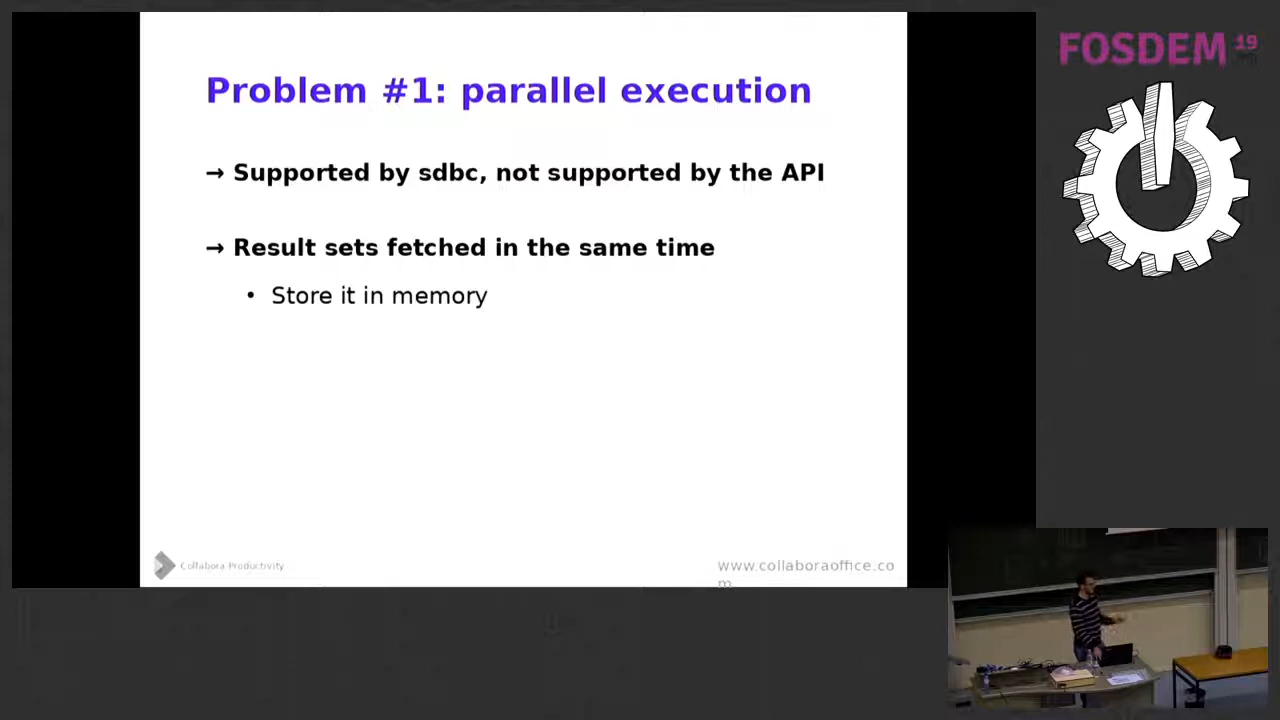 Problem #1: parallel execution
→ Supported by sdbc, not supported by the API
→ Result sets fetched in the same time
• Store it in memory
Collabora Productivity
www.collaboraoffice.co
m
FOSDEM 19